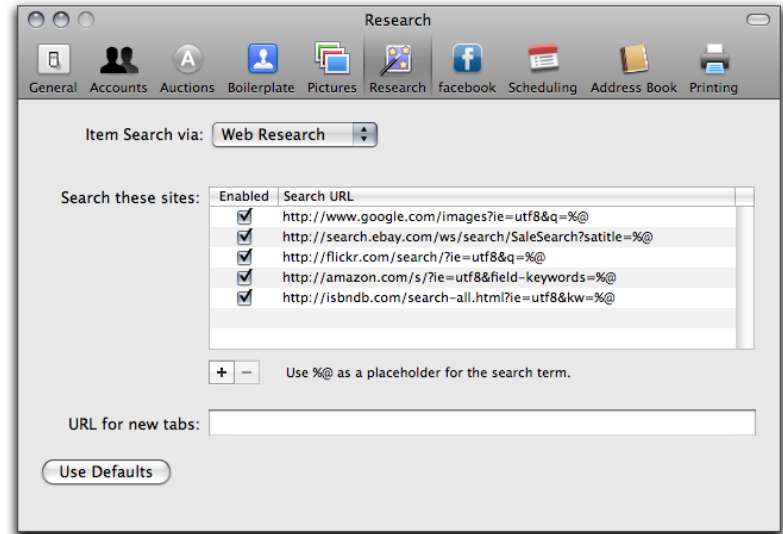 Research
General Accounts Auctions Boilerplate Pictures Research facebook Scheduling Address Book Printing
Item Search via: Web Research
Search these sites: Enabled Search URL
http://www.google.com/images?ie=utf8&q=%@
http://search.ebay.com/ws/search/SaleSearch?satitle=%@
http://flickr.com/search/?ie=utf8&q=%@
http://amazon.com/s/?ie=utf8&field-keywords=%@
http://isbndb.com/search-all.html?ie=utf8&kw=%@
+ − Use %@ as a placeholder for the search term.
URL for new tabs:
Use Defaults